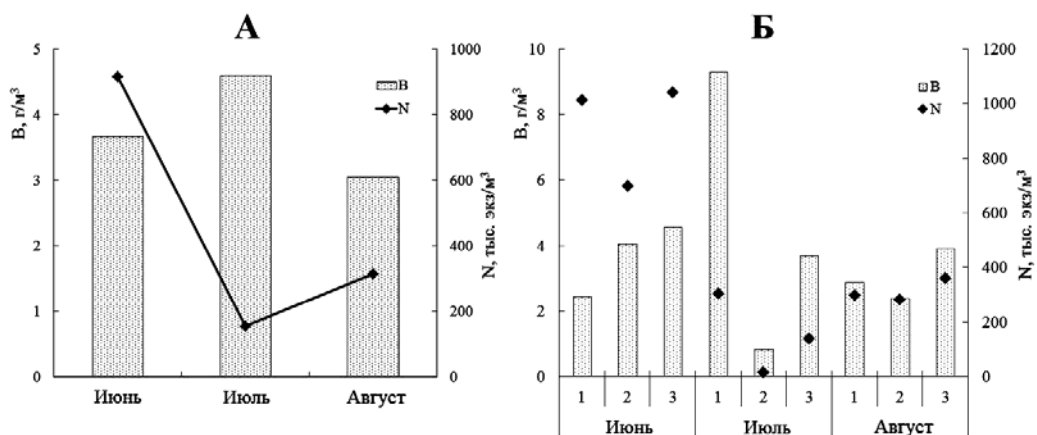 А
В, г/м³
5
4
3
2
1
0
1000
800
600
400
200
0
N, тыс. экз/м³
B
N
Июнь Июль Август
Б
В, г/м³
10
8
6
4
2
0
1200
1000
800
600
400
200
0
N, тыс. экз/м³
B
N
1 2 3 1 2 3 1 2 3
Июнь Июль Август